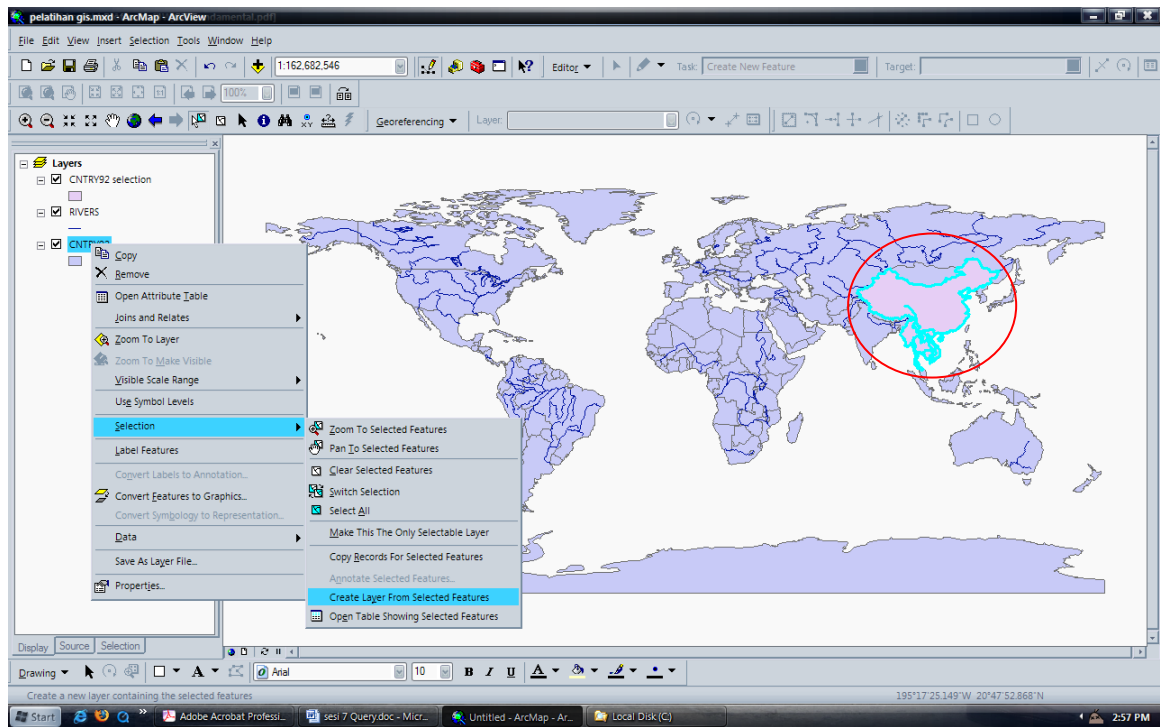 pelatihan gis.mxd - ArcMap - ArcView damental.pdf]
File Edit View Insert Selection Tools Window Help
1:162,682,546 Editor Task: Create New Feature Target:
100%
Georeferencing Layer:
Layers
CNTRY92 selection
RIVERS
CNTRY92
Copy
Remove
Open Attribute Table
Joins and Relates
Zoom To Layer
Zoom To Make Visible
Visible Scale Range
Use Symbol Levels
Selection
Label Features
Convert Labels to Annotation...
Convert Features to Graphics...
Convert Symbology to Representation...
Data
Save As Layer File...
Properties...
Zoom To Selected Features
Pan To Selected Features
Clear Selected Features
Switch Selection
Select All
Make This The Only Selectable Layer
Copy Records For Selected Features
Annotate Selected Features...
Create Layer From Selected Features
Open Table Showing Selected Features
Display Source Selection
Drawing A Arial 10 B I U A
Create a new layer containing the selected features 195°17'25.149"W 20°47'52.868"N
Start Adobe Acrobat Professi... sesi 7 Query.doc - Micr... Untitled - ArcMap - Ar... Local Disk (C:) 2:57 PM